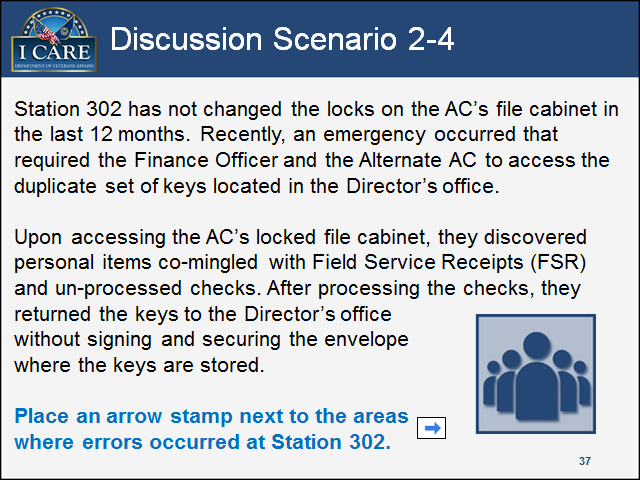 I CARE
DEPARTMENT OF VETERANS AFFAIRS
Discussion Scenario 2-4
Station 302 has not changed the locks on the AC's file cabinet in
the last 12 months. Recently, an emergency occurred that
required the Finance Officer and the Alternate AC to access the
duplicate set of keys located in the Director's office.
Upon accessing the AC's locked file cabinet, they discovered
personal items co-mingled with Field Service Receipts (FSR)
and un-processed checks. After processing the checks, they
returned the keys to the Director's office
without signing and securing the envelope
where the keys are stored.
Place an arrow stamp next to the areas
where errors occurred at Station 302.
37